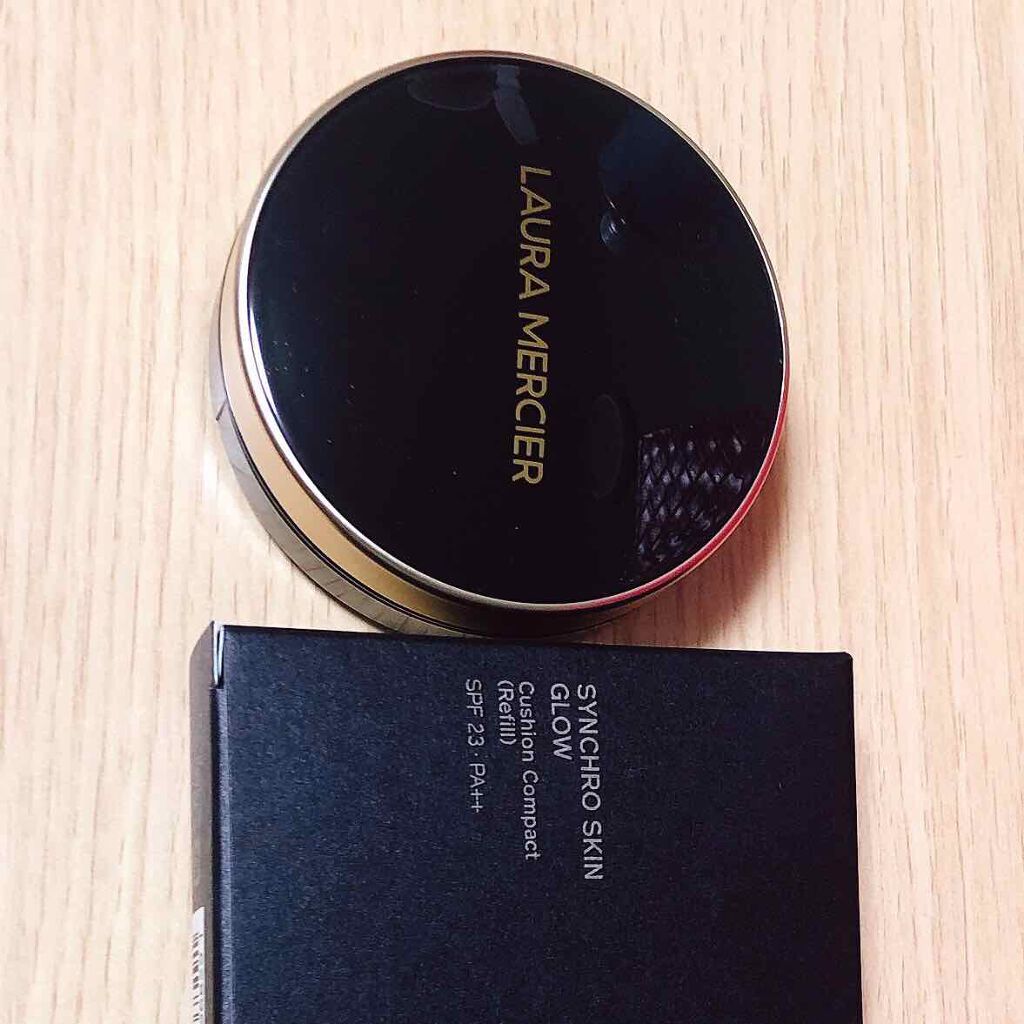 LAURA MERCIER
SYNCHRO SKIN
GLOW
Cushion Compact
(Refill)
SPF 23 · PA++